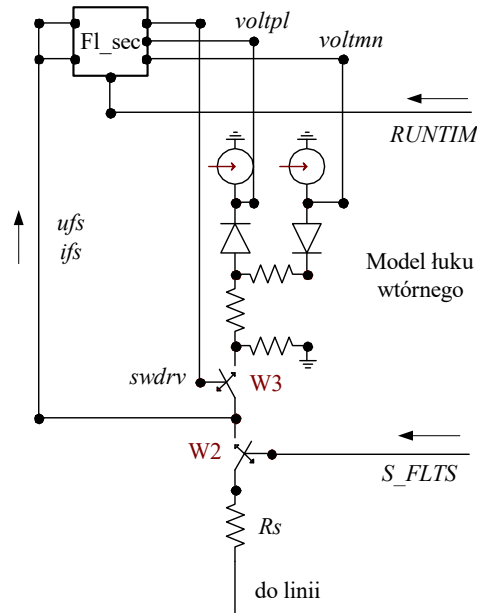 Fl_sec
voltpl
voltmn
RUNTIM
ufs
ifs
Model łuku
wtórnego
swdrv
W3
W2
S_FLTS
Rs
do linii